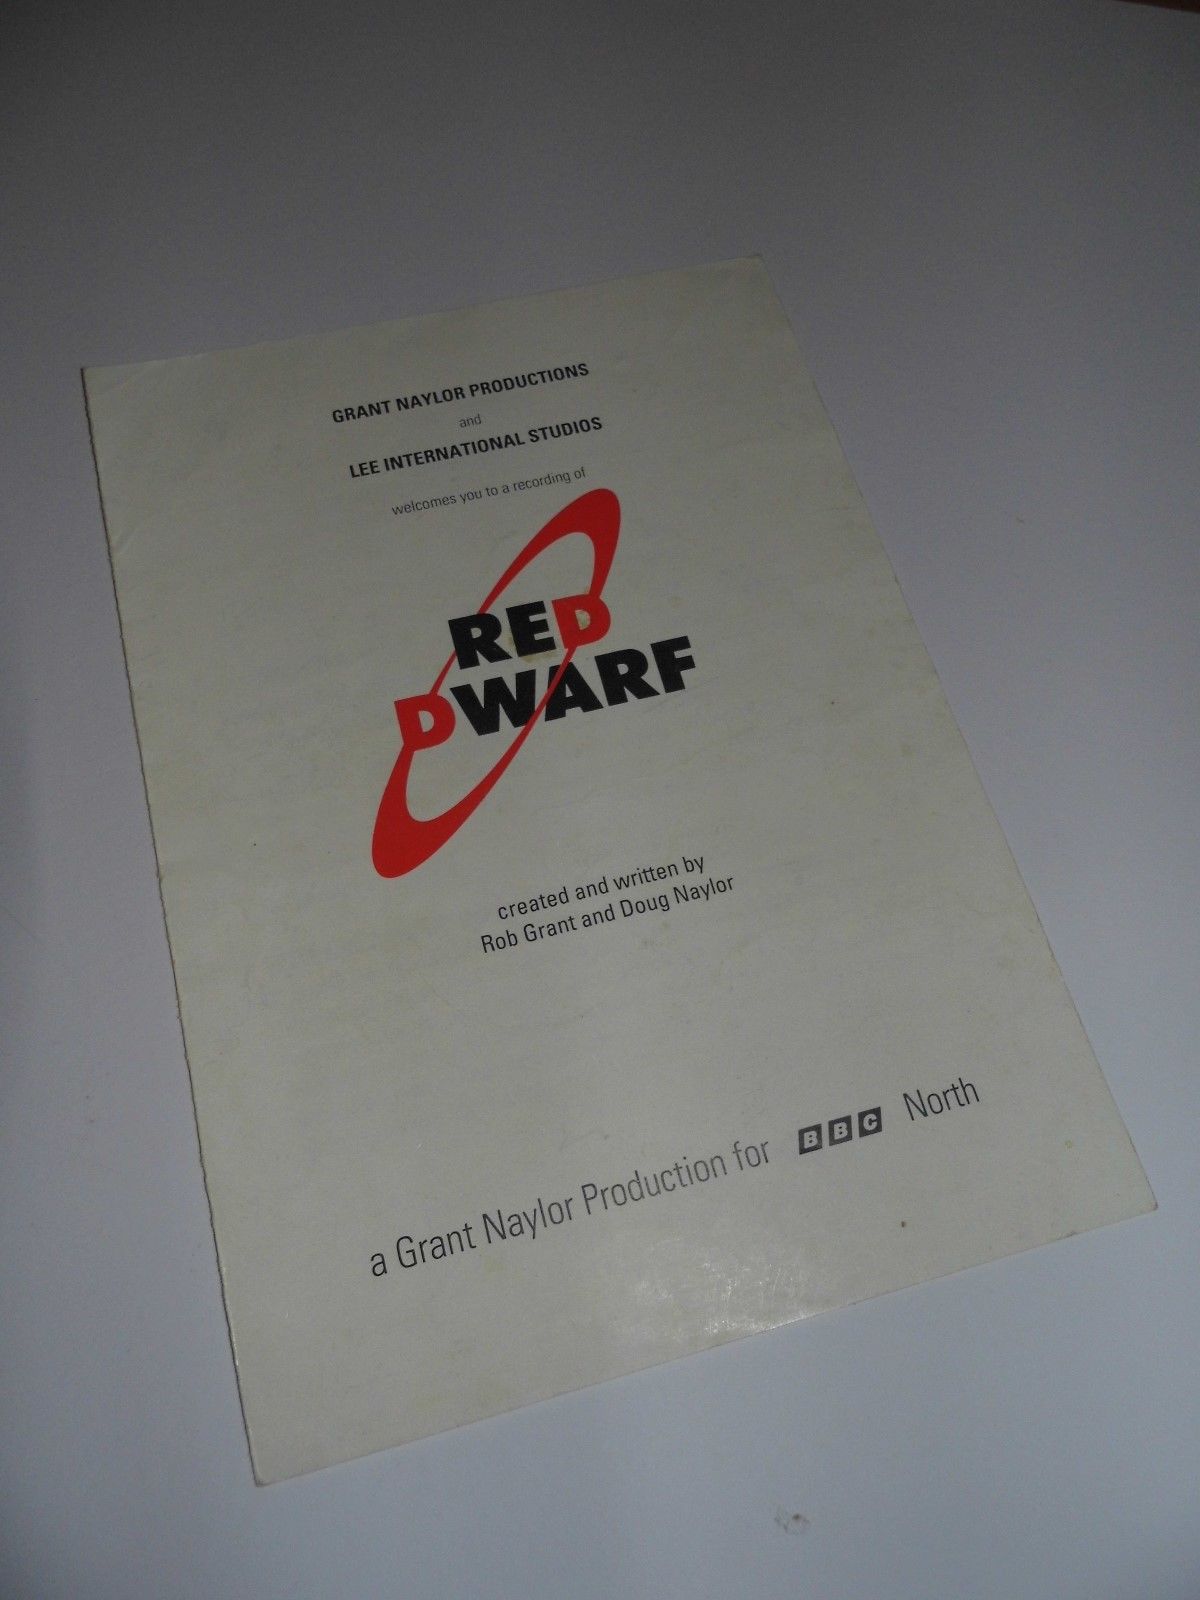 GRANT NAYLOR PRODUCTIONS
and
LEE INTERNATIONAL STUDIOS
welcomes you to a recording of
RED
DWARF
created and written by
Rob Grant and Doug Naylor
a Grant Naylor Production for BBC North